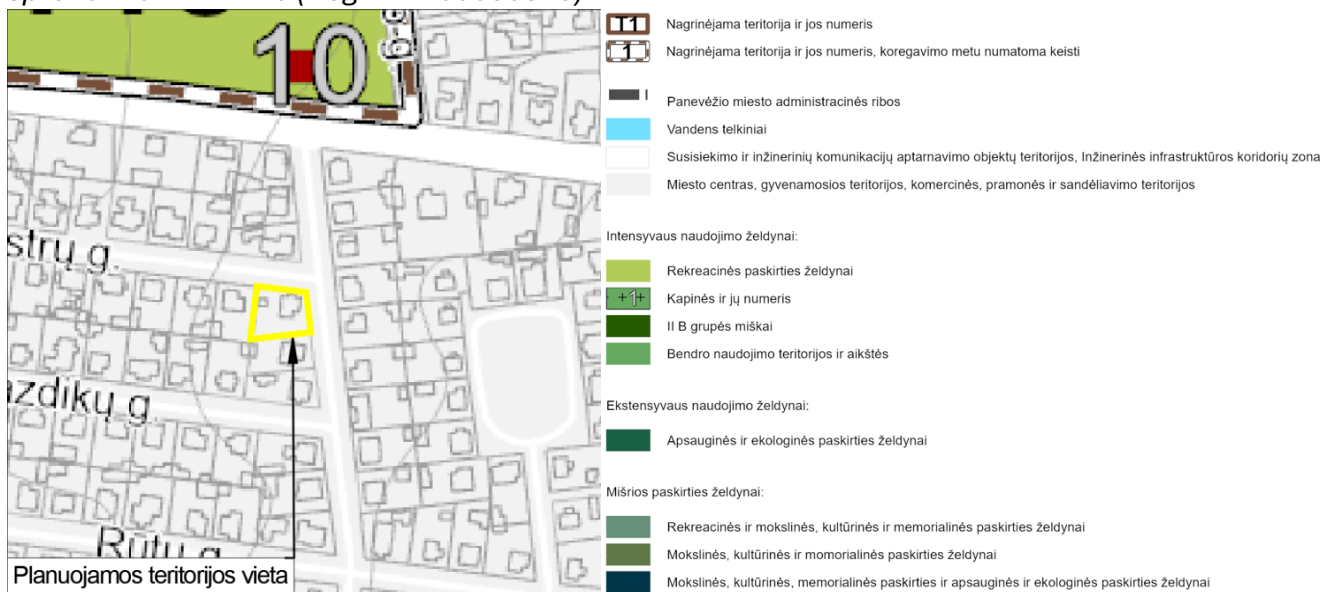 10
strų g.
azdikų g.
Rūtų g.
Planuojamos teritorijos vieta
T1 Nagrinėjama teritorija ir jos numeris
1 Nagrinėjama teritorija ir jos numeris, koregavimo metu numatoma keisti
Panevėžio miesto administracinės ribos
Vandens telkiniai
Susisiekimo ir inžinerinių komunikacijų aptarnavimo objektų teritorijos, Inžinerinės infrastruktūros koridorių zona
Miesto centras, gyvenamosios teritorijos, komercinės, pramonės ir sandėliavimo teritorijos
Intensyvaus naudojimo želdynai:
Rekreacinės paskirties želdynai
+1+ Kapinės ir jų numeris
II B grupės miškai
Bendro naudojimo teritorijos ir aikštės
Ekstensyvaus naudojimo želdynai:
Apsauginės ir ekologinės paskirties želdynai
Mišrios paskirties želdynai:
Rekreacinės ir mokslinės, kultūrinės ir memorialinės paskirties želdynai
Mokslinės, kultūrinės ir momorialinės paskirties želdynai
Mokslinės, kultūrinės, memorialinės paskirties ir apsauginės ir ekologinės paskirties želdynai